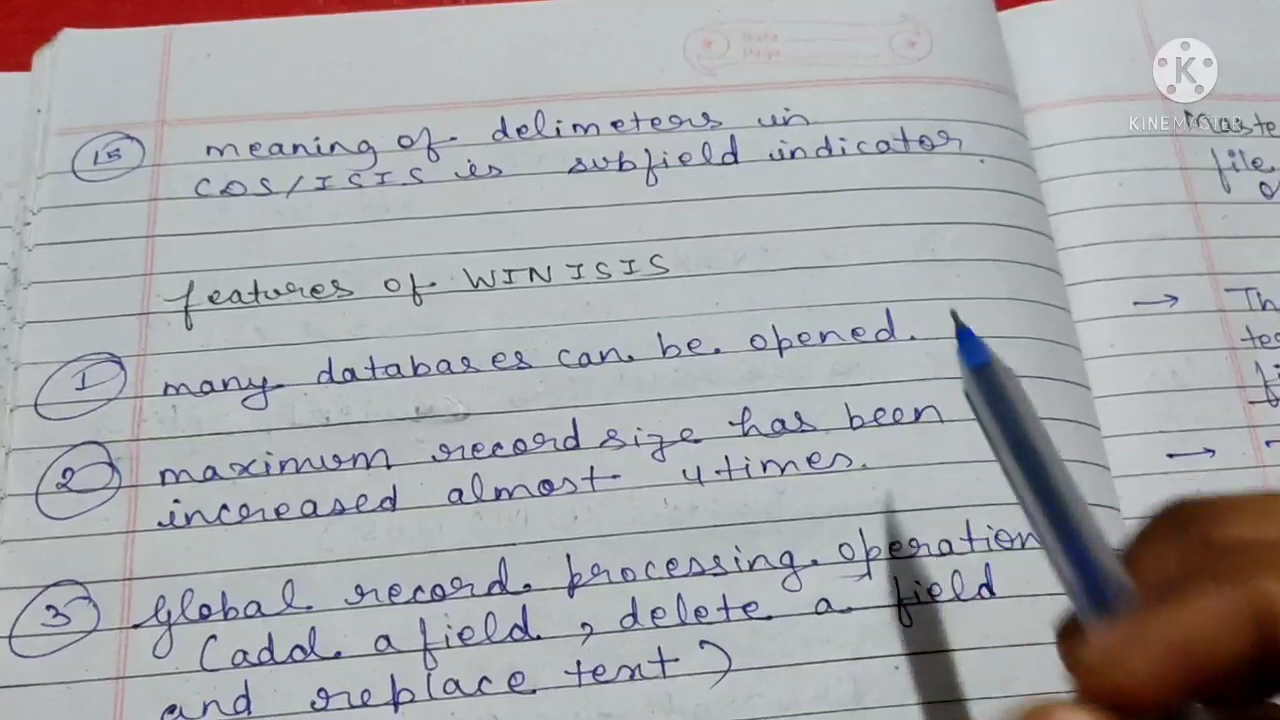 KINEMASTER
(15) meaning of delimeters in
CDS/ISIS is subfield indicator.
features of WINISIS
(1) many databases can be opened.
(2) maximum record size has been
increased almost 4 times.
(3) Global record processing operation
(add a field, delete a field
and replace text)
file
→ Th
→